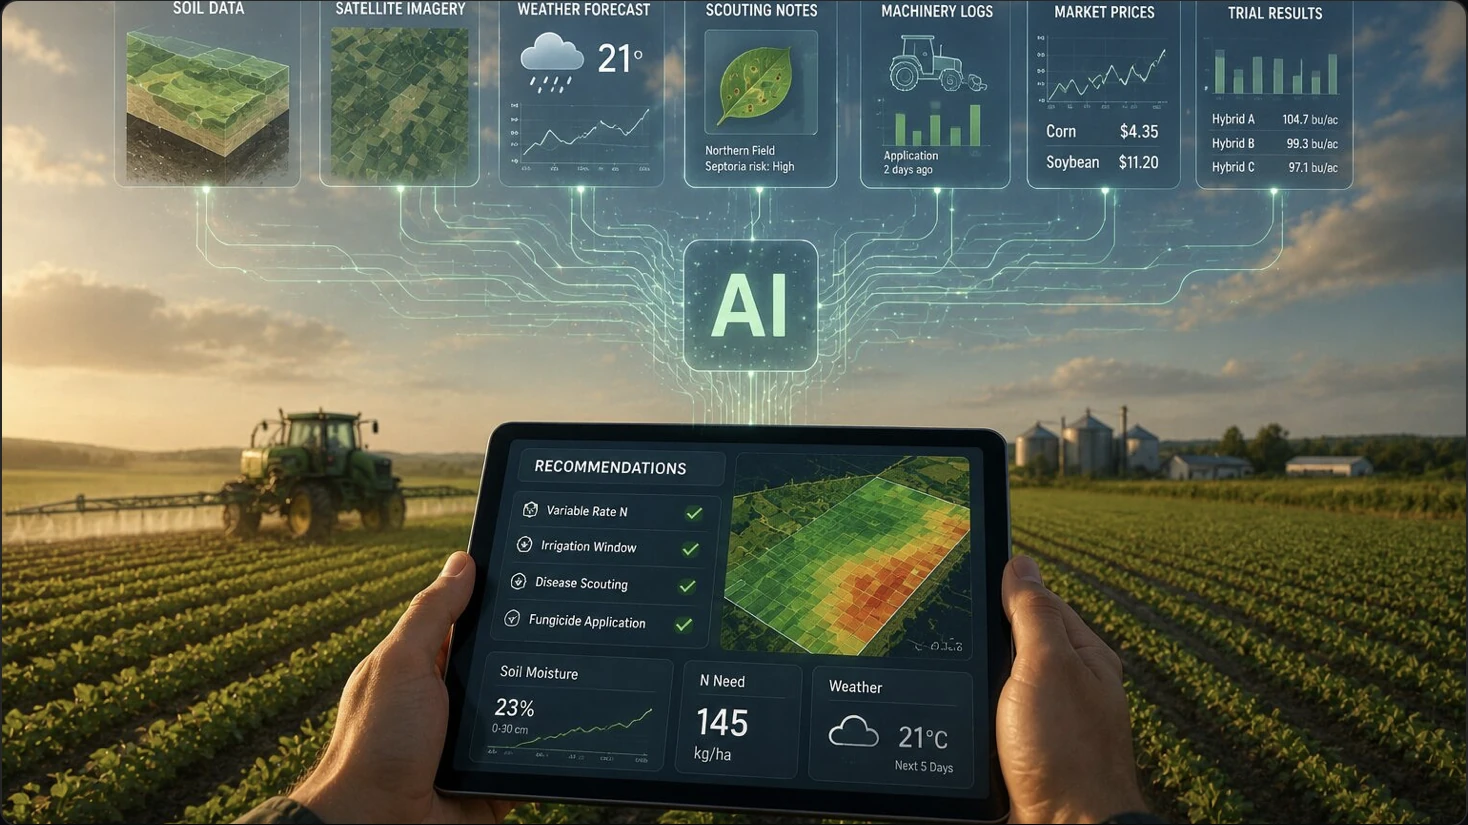 SOIL DATA
SATELLITE IMAGERY
WEATHER FORECAST
21°
SCOUTING NOTES
Northern Field
Septoria risk: High
MACHINERY LOGS
Application
2 days ago
MARKET PRICES
Corn $4.35
Soybean $11.20
TRIAL RESULTS
Hybrid A 104.7 bu/ac
Hybrid B 99.3 bu/ac
Hybrid C 97.1 bu/ac
AI
RECOMMENDATIONS
Variable Rate N
Irrigation Window
Disease Scouting
Fungicide Application
Soil Moisture
23%
0-30 cm
N Need
145
kg/ha
Weather
21°C
Next 5 Days